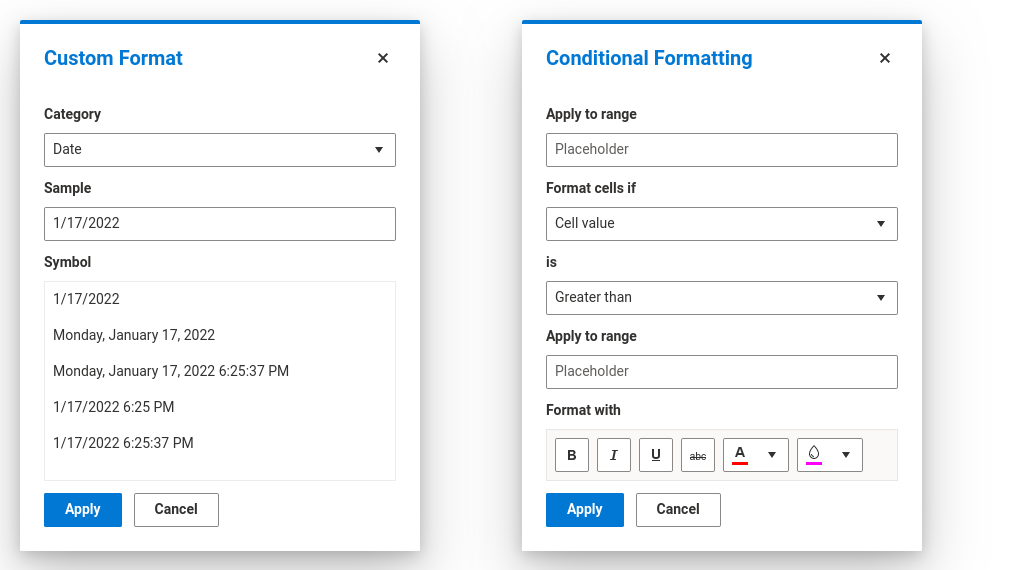 Custom Format
Category
Date
Sample
1/17/2022
Symbol
1/17/2022
Monday, January 17, 2022
Monday, January 17, 2022 6:25:37 PM
1/17/2022 6:25 PM
1/17/2022 6:25:37 PM
Apply Cancel
Conditional Formatting
Apply to range
Placeholder
Format cells if
Cell value
is
Greater than
Apply to range
Placeholder
Format with
B I U abc A
Apply Cancel